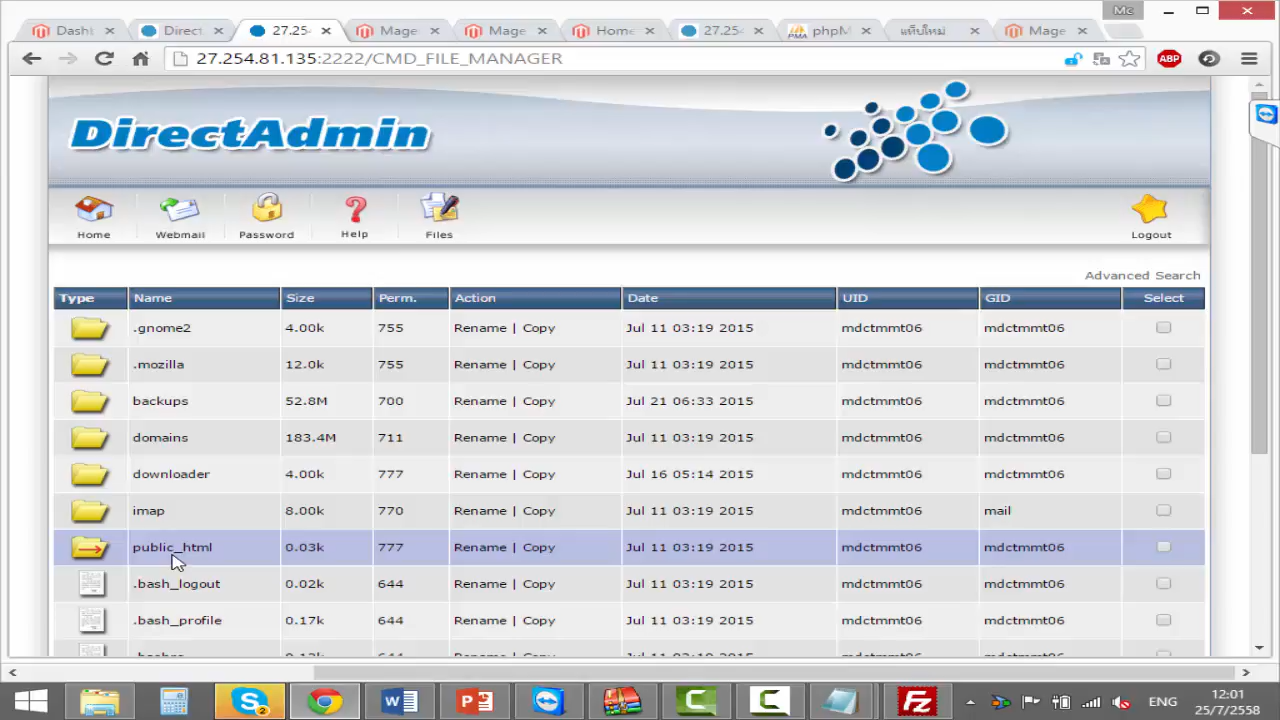 Mc
Dashl
Direct
27.25
Mage
Mage
Home
27.254
phpM
แท็บใหม่
Mage
27.254.81.135:2222/CMD_FILE_MANAGER
ABP
DirectAdmin
Home
Webmail
Password
Help
Files
Logout
Advanced Search
Type Name Size Perm. Action Date UID GID Select
.gnome2 4.00k 755 Rename | Copy Jul 11 03:19 2015 mdctmmt06 mdctmmt06
.mozilla 12.0k 755 Rename | Copy Jul 11 03:19 2015 mdctmmt06 mdctmmt06
backups 52.8M 700 Rename | Copy Jul 21 06:33 2015 mdctmmt06 mdctmmt06
domains 183.4M 711 Rename | Copy Jul 11 03:19 2015 mdctmmt06 mdctmmt06
downloader 4.00k 777 Rename | Copy Jul 16 05:14 2015 mdctmmt06 mdctmmt06
imap 8.00k 770 Rename | Copy Jul 11 03:19 2015 mdctmmt06 mail
public_html 0.03k 777 Rename | Copy Jul 11 03:19 2015 mdctmmt06 mdctmmt06
.bash_logout 0.02k 644 Rename | Copy Jul 11 03:19 2015 mdctmmt06 mdctmmt06
.bash_profile 0.17k 644 Rename | Copy Jul 11 03:19 2015 mdctmmt06 mdctmmt06
ENG
12:01
25/7/2558